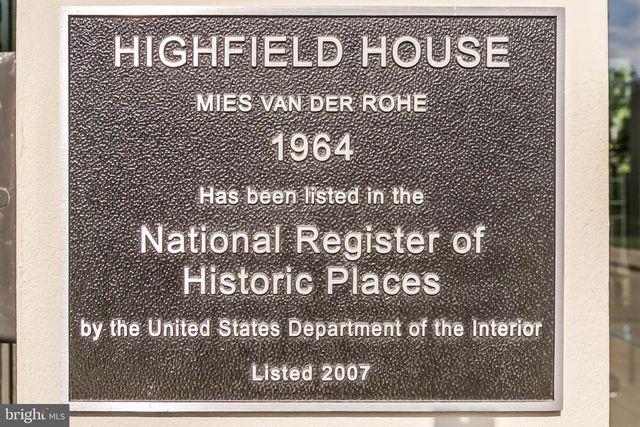 HIGHFIELD HOUSE
MIES VAN DER ROHE
1964
Has been listed in the
National Register of
Historic Places
by the United States Department of the Interior
Listed 2007
bright MLS